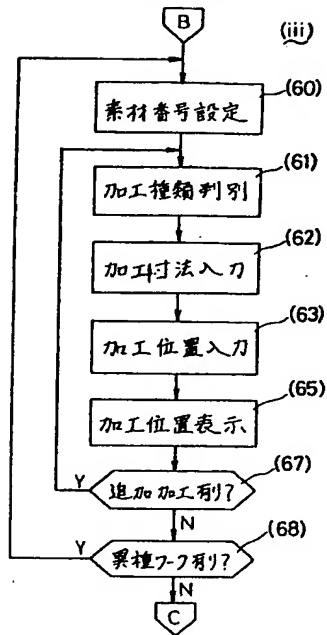 B
(iii)
(60)
素材番号設定
(61)
加工種類判別
(62)
加工寸法入力
(63)
加工位置入力
(65)
加工位置表示
(67)
Y
追加加工有り?
N
(68)
Y
異種ワーク有り?
N
C